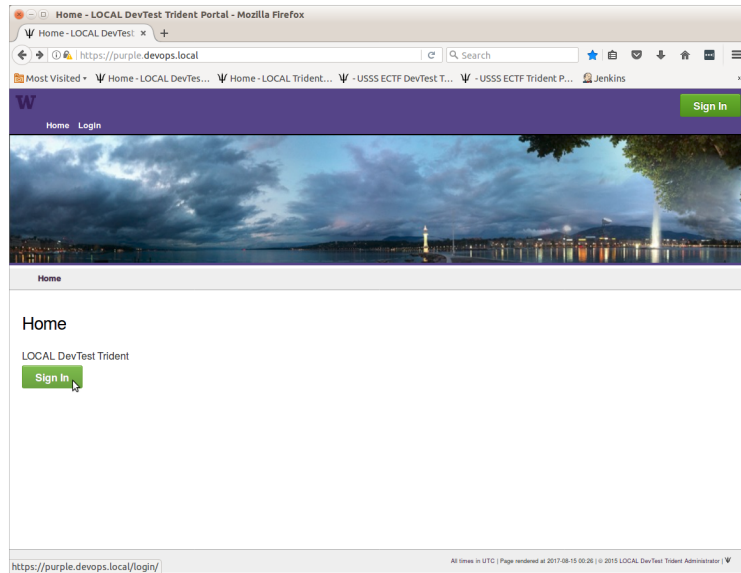 Home - LOCAL DevTest Trident Portal - Mozilla Firefox
Home - LOCAL DevTest
https://purple.devops.local
Search
Most Visited
Home - LOCAL DevTes...
Home - LOCAL Trident...
- USSS ECTF DevTest T...
- USSS ECTF Trident P...
Jenkins
W
Sign In
Home Login
Home
Home
LOCAL DevTest Trident
Sign In
All times in UTC | Page rendered at 2017-08-15 00:26 | © 2015 LOCAL DevTest Trident Administrator | Ψ
https://purple.devops.local/login/